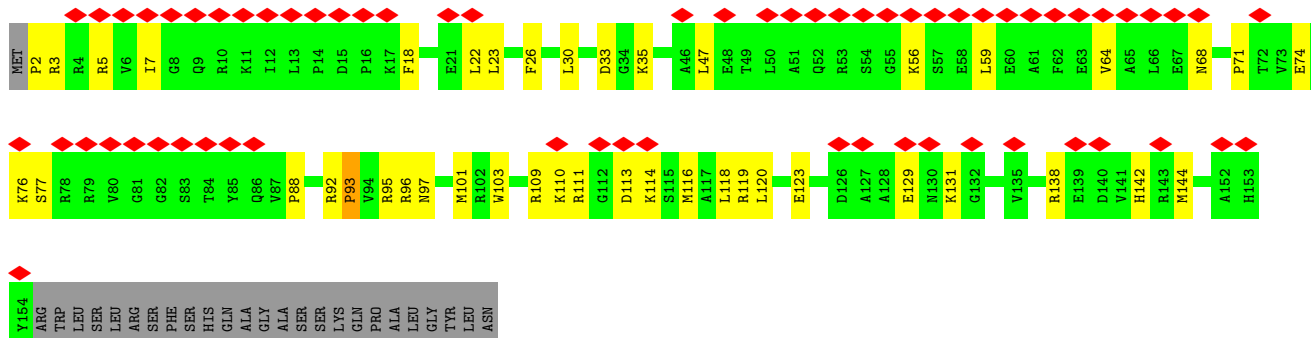 MET P2 R3 R4 R5 V6 I7 G8 Q9 R10 K11 I12 L13 P14 D15 P16 K17 F18 E21 L22 L23 F26 L30 D33 G34 K35 A46 L47 E48 T49 L50 A51 Q52 R53 S54 G55 K56 S57 E58 L59 E60 A61 F62 E63 V64 A65 L66 E67 N68 P71 T72 V73 E74
K76 S77 R78 R79 V80 G81 G82 S83 T84 Y85 Q86 V87 P88 R92 P93 V94 R95 R96 N97 M101 R102 W103 R109 K110 R111 G112 D113 K114 S115 M116 A117 L118 R119 L120 E123 D126 A127 A128 E129 N130 K131 G132 V135 R138 E139 D140 V141 H142 R143 M144 A152 H153
Y154 ARG TRP LEU SER LEU ARG SER PHE SER HIS GLN ALA GLY ALA SER SER LYS GLN PRO ALA LEU GLY TYR LEU ASN